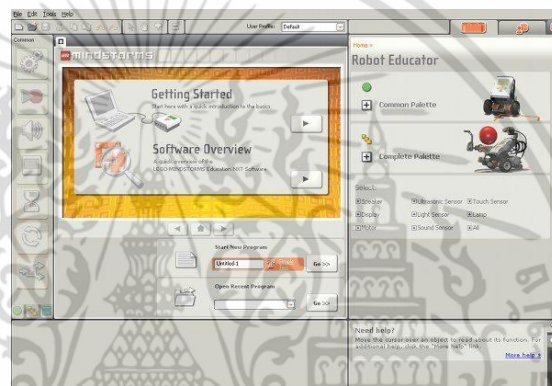 File Edit Tools Help
User Profile: Default
Common
mindstorms
Getting Started
Start here with a quick introduction to the basics
Software Overview
A quick overview of the
LEGO MINDSTORMS Education NXT Software.
Start New Program
Untitled-1
Go >>
Open Recent Program
Go >>
Home >
Robot Educator
Common Palette
Complete Palette
Select:
Speaker Ultrasonic Sensor Touch Sensor
Display Light Sensor Lamp
Motor Sound Sensor All
Need help?
Move the cursor over an object to read about its function. For
additional help, click the "More help" link.
More help